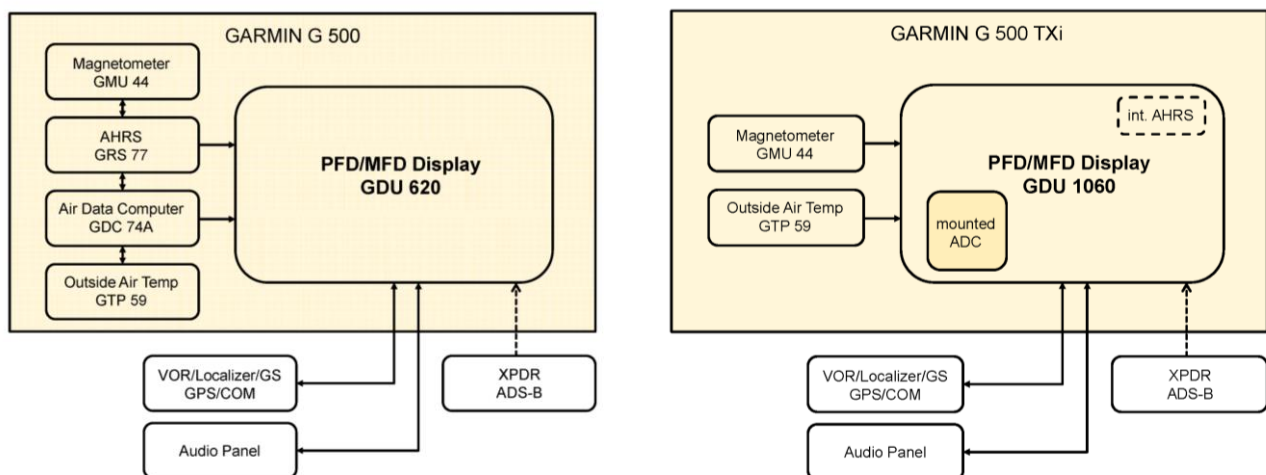 GARMIN G 500
Magnetometer
GMU 44
AHRS
GRS 77
Air Data Computer
GDC 74A
Outside Air Temp
GTP 59
PFD/MFD Display
GDU 620
VOR/Localizer/GS
GPS/COM
XPDR
ADS-B
Audio Panel
GARMIN G 500 TXi
int. AHRS
Magnetometer
GMU 44
PFD/MFD Display
GDU 1060
Outside Air Temp
GTP 59
mounted
ADC
VOR/Localizer/GS
GPS/COM
XPDR
ADS-B
Audio Panel